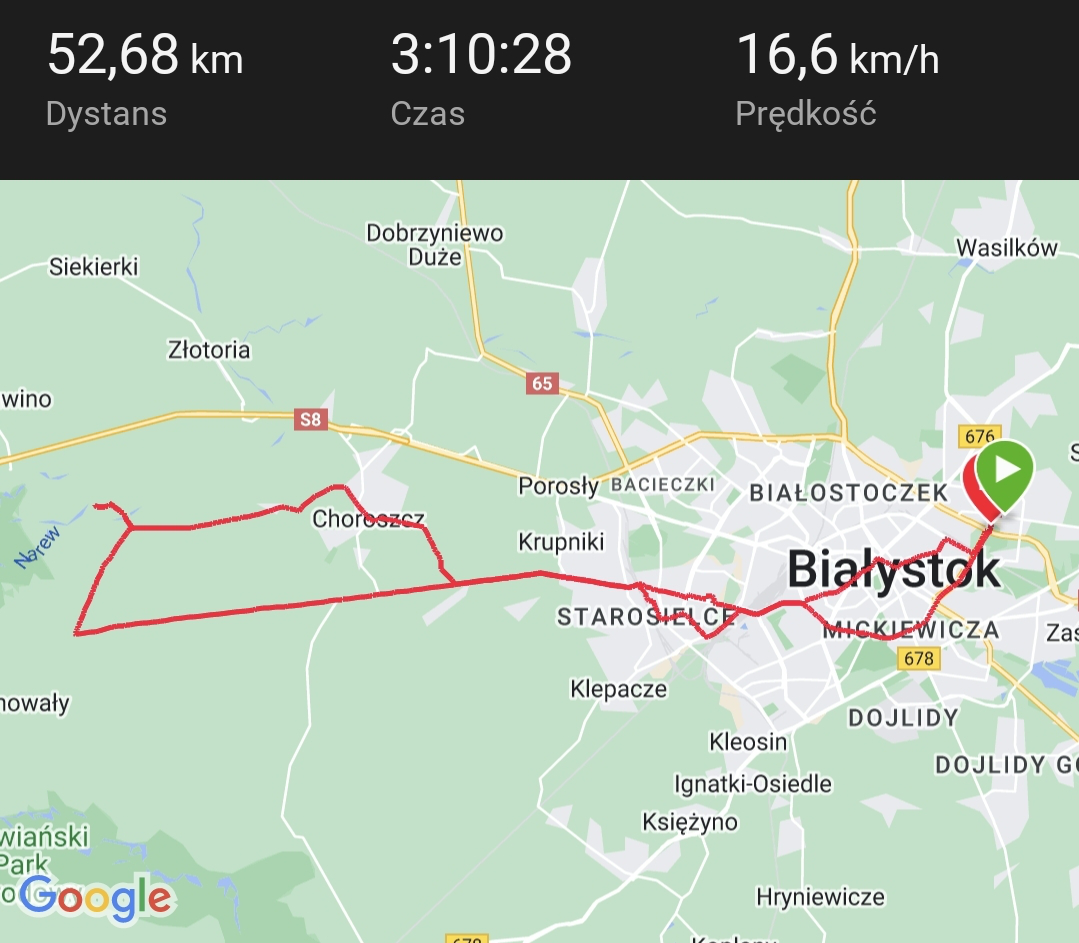 52,68 km
3:10:28
16,6 km/h
Dystans
Czas
Prędkość
Dobrzyniewo
Duże
Wasilków
Siekierki
Złotoria
65
wino
S8
676
Porosły
BACIECZKI
BIAŁOSTOCZEK
Choroszcz
Narew
Krupniki
Białystok
STAROSIELCE
MICKIEWICZA
Zaś
678
Klepacze
nowały
DOJLIDY
Kleosin
DOJLIDY GÓ
Ignatki-Osiedle
Księżyno
wiański
Park
Google
Hryniewicze